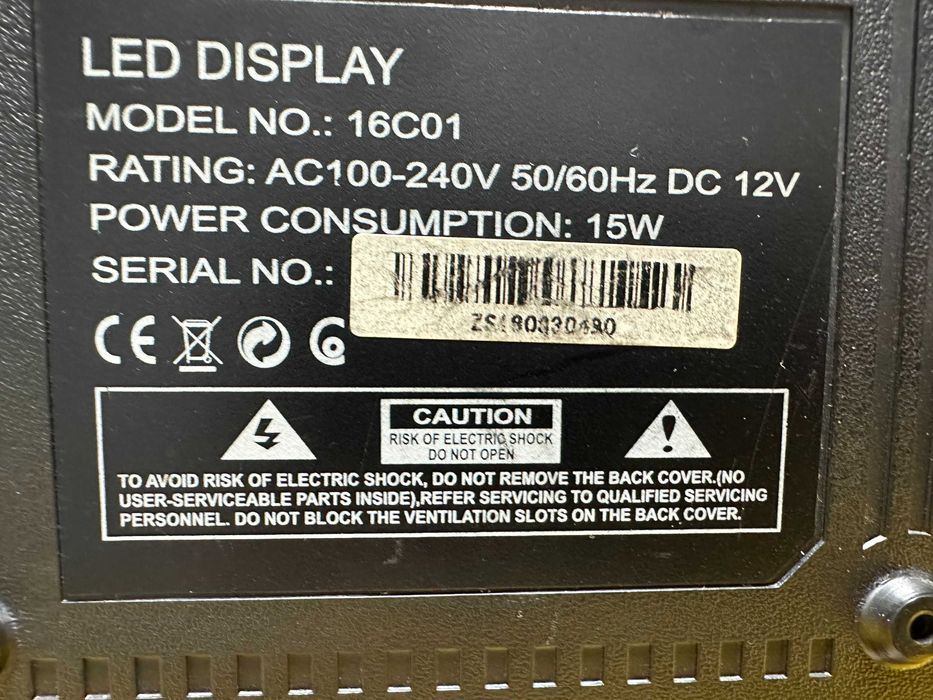 LED DISPLAY
MODEL NO.: 16C01
RATING: AC100-240V 50/60Hz DC 12V
POWER CONSUMPTION: 15W
SERIAL NO.:
CE
CAUTION
RISK OF ELECTRIC SHOCK
DO NOT OPEN
TO AVOID RISK OF ELECTRIC SHOCK, DO NOT REMOVE THE BACK COVER.(NO
USER-SERVICEABLE PARTS INSIDE),REFER SERVICING TO QUALIFIED SERVICING
PERSONNEL. DO NOT BLOCK THE VENTILATION SLOTS ON THE BACK COVER.